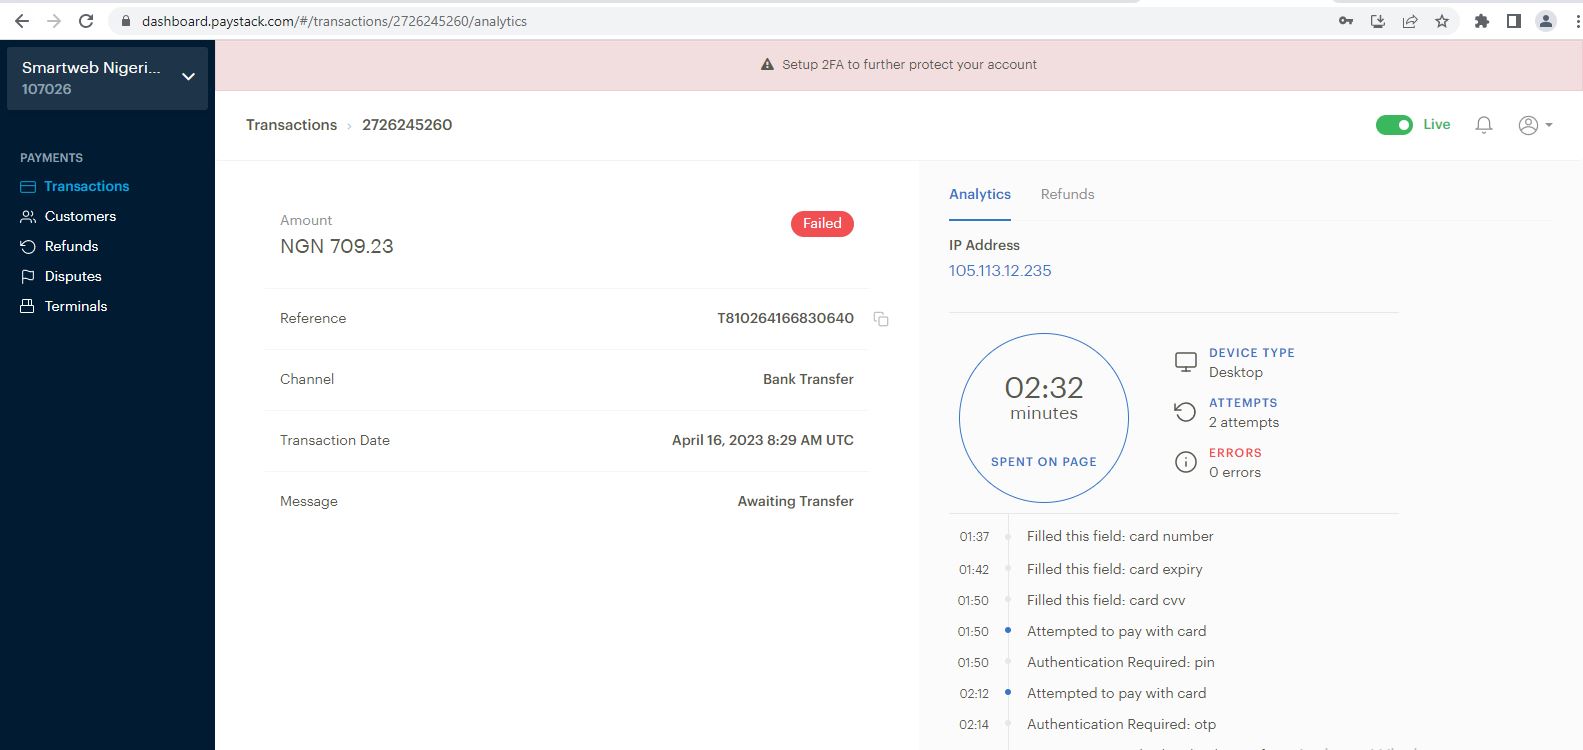 dashboard.paystack.com/#/transactions/2726245260/analytics
Smartweb Nigeri...
107026
Setup 2FA to further protect your account
Transactions › 2726245260
Live
PAYMENTS
Transactions
Customers
Refunds
Disputes
Terminals
Amount
NGN 709.23
Failed
Reference
T810264166830640
Channel
Bank Transfer
Transaction Date
April 16, 2023 8:29 AM UTC
Message
Awaiting Transfer
Analytics
Refunds
IP Address
105.113.12.235
02:32
minutes
SPENT ON PAGE
DEVICE TYPE
Desktop
ATTEMPTS
2 attempts
ERRORS
0 errors
01:37 Filled this field: card number
01:42 Filled this field: card expiry
01:50 Filled this field: card cvv
01:50 Attempted to pay with card
01:50 Authentication Required: pin
02:12 Attempted to pay with card
02:14 Authentication Required: otp